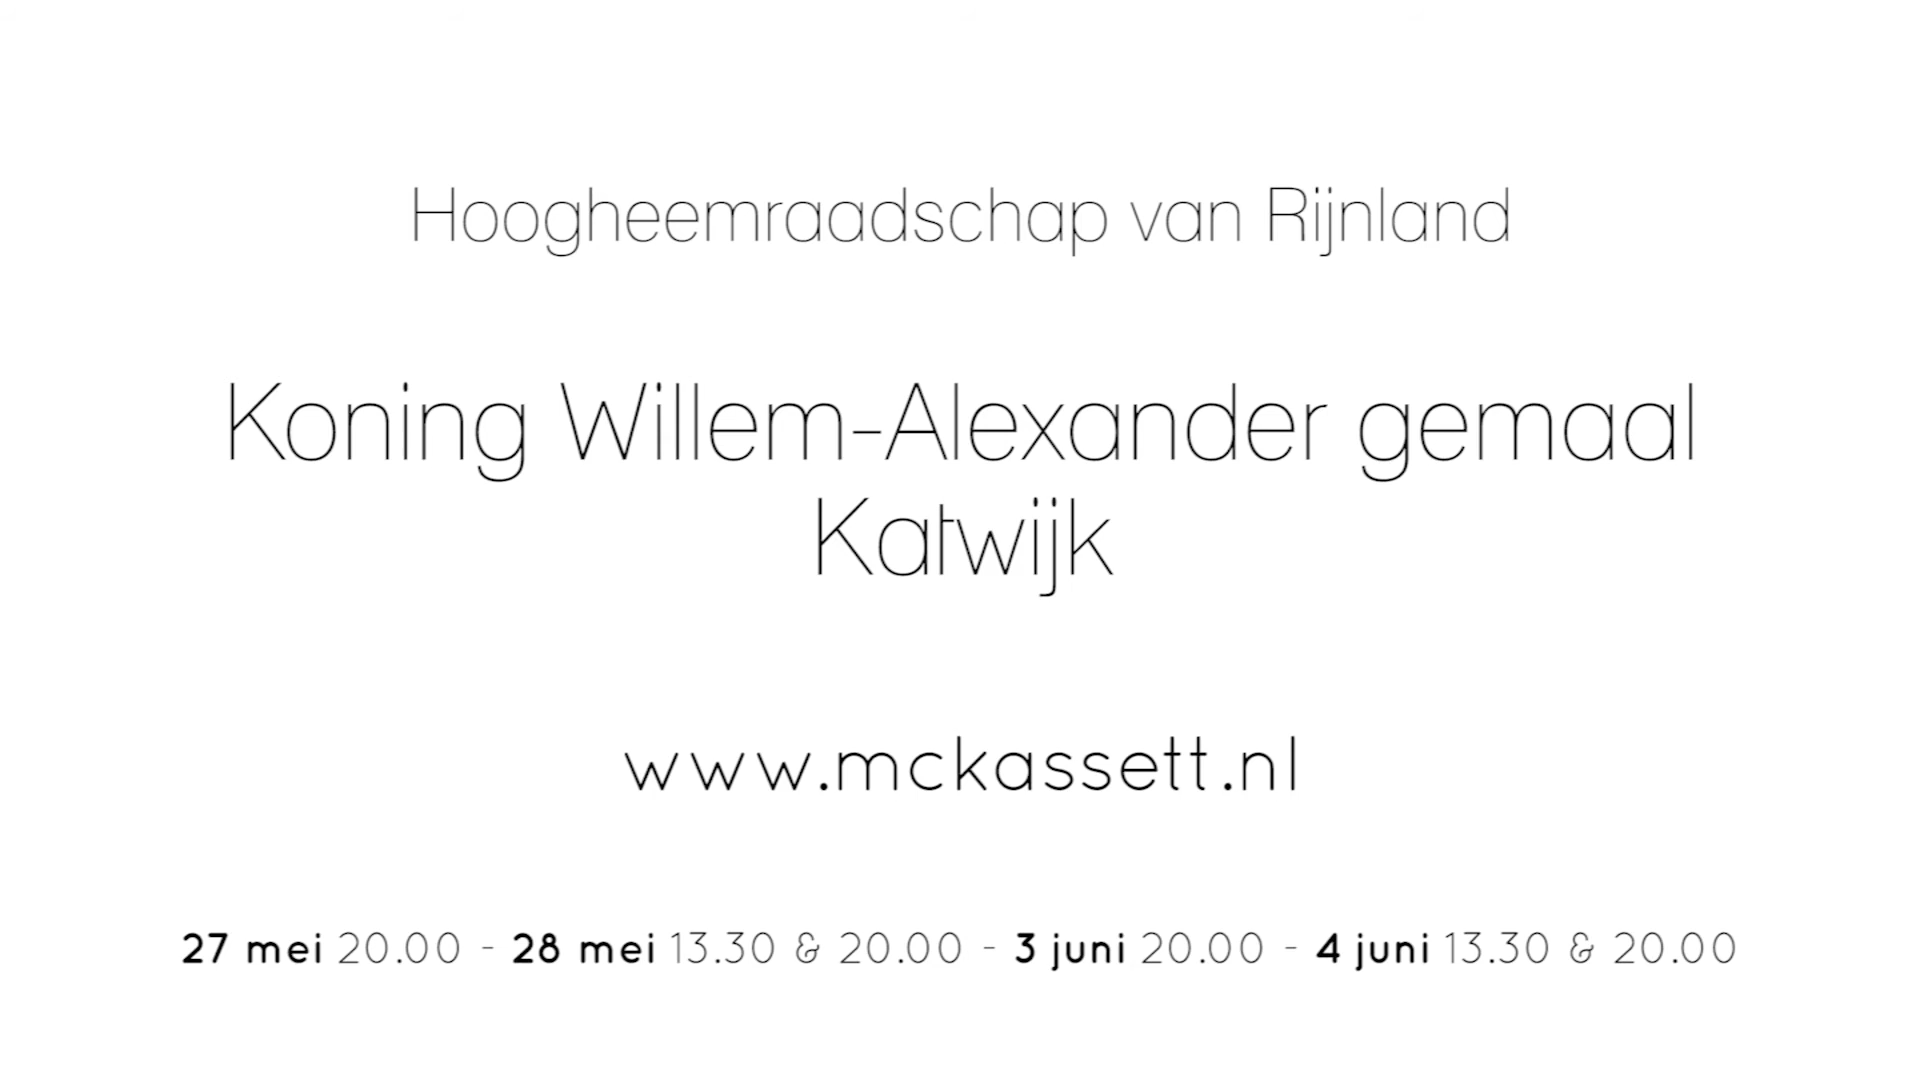 Hoogheemraadschap van Rijnland
Koning Willem-Alexander gemaal
Katwijk
www.mckassett.nl
27 mei 20.00 - 28 mei 13.30 & 20.00 - 3 juni 20.00 - 4 juni 13.30 & 20.00